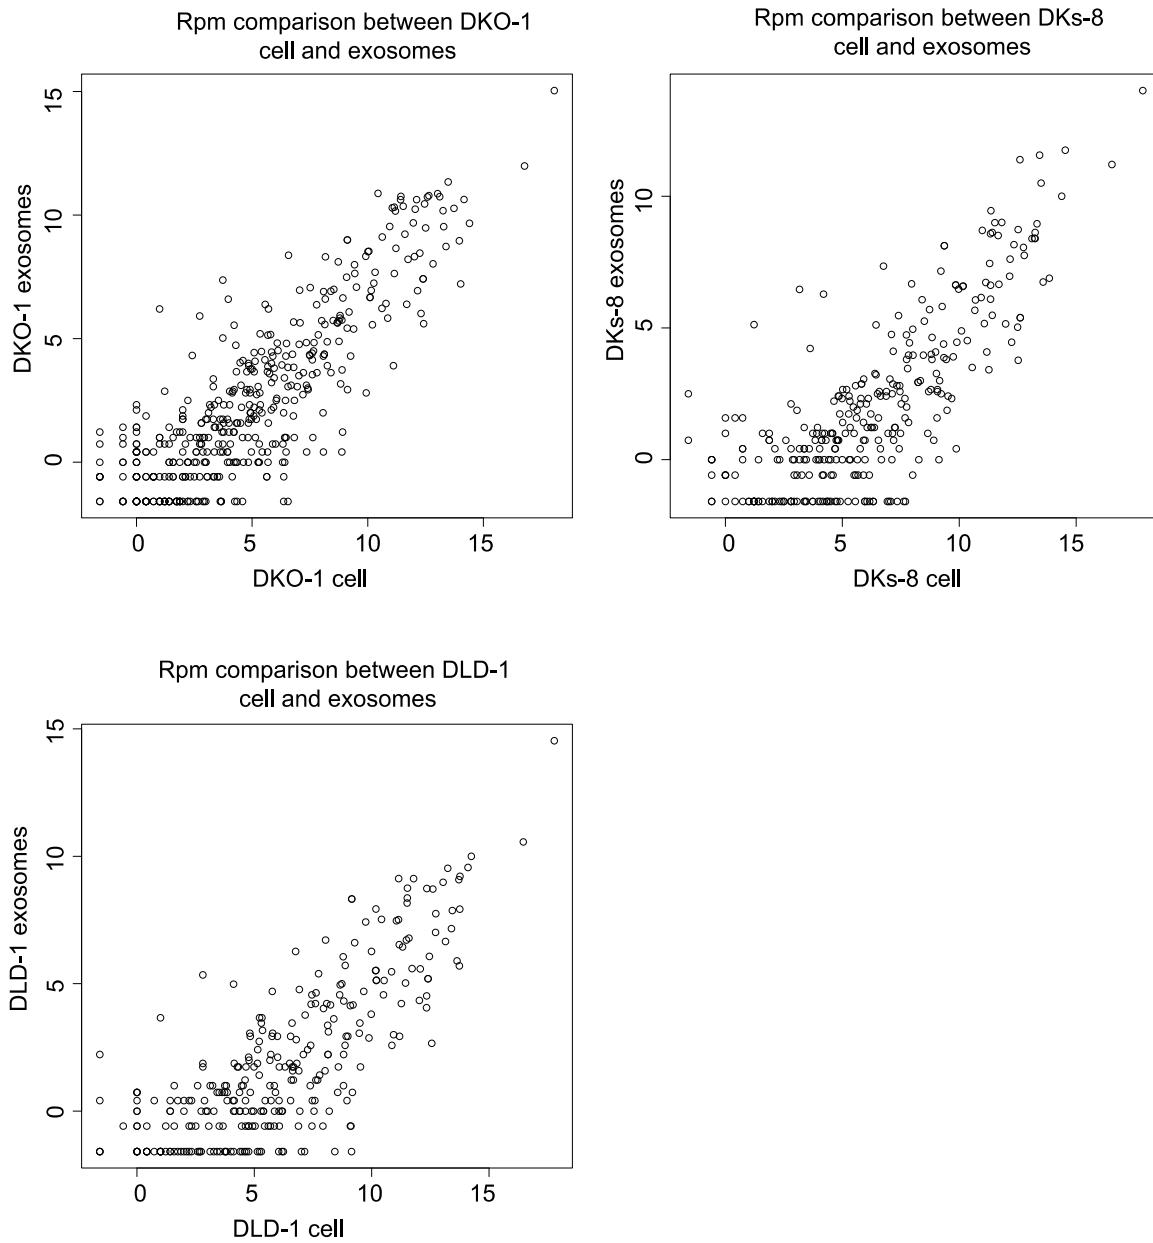 Rpm comparison between DKO-1
cell and exosomes
15
10
5
0
DKO-1 exosomes
0 5 10 15
DKO-1 cell
Rpm comparison between DKs-8
cell and exosomes
10
5
0
DKs-8 exosomes
0 5 10 15
DKs-8 cell
Rpm comparison between DLD-1
cell and exosomes
15
10
5
0
DLD-1 exosomes
0 5 10 15
DLD-1 cell